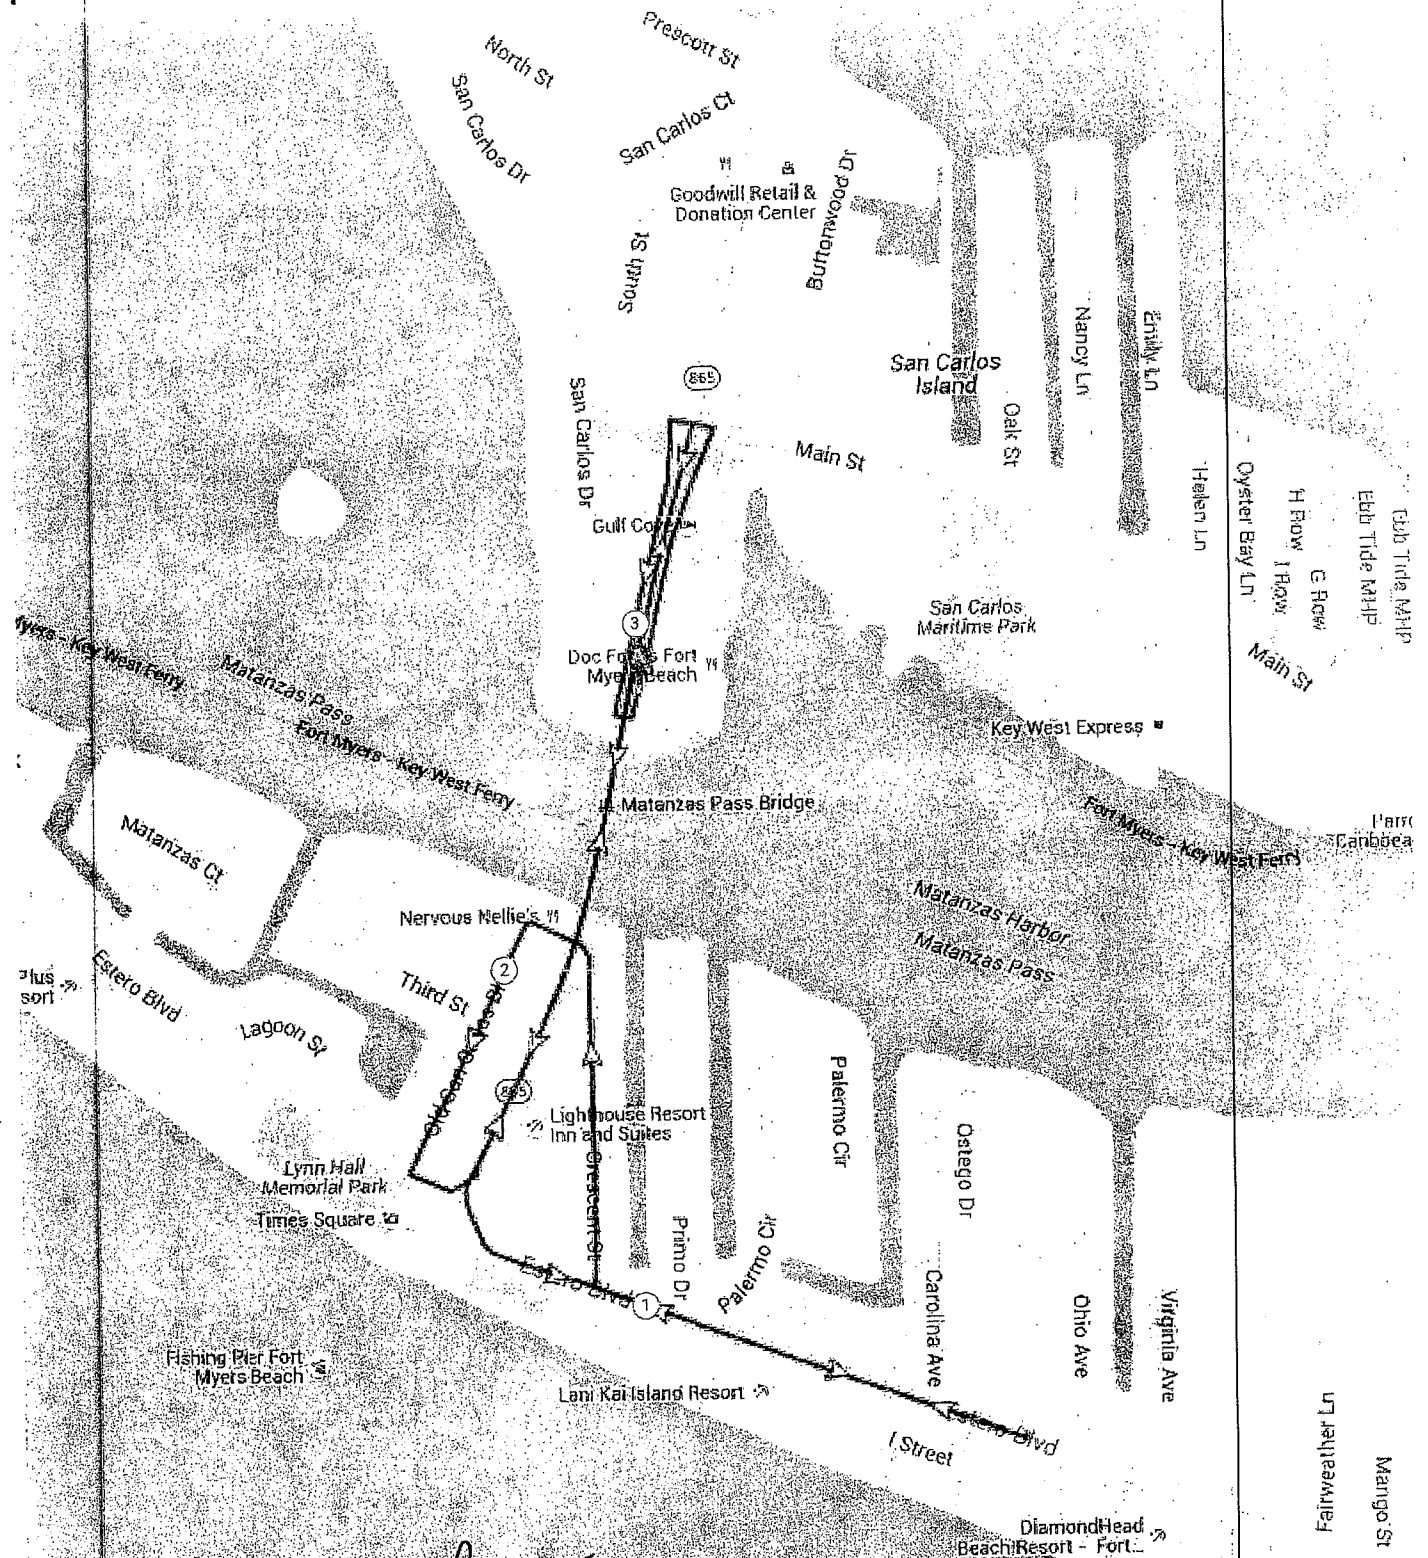 Prescott St
North St
San Carlos Dr
San Carlos Ct
Goodwill Retail &
Donation Center
Buttonwood Dr
South St
865
San Carlos
Island
Nancy Ln
Emily Ln
San Carlos Dr
Oak St
Main St
Helen Ln
Oyster Bay Ln
H Row
I Row
G Row
Ebb Tide MHP
Ebb Tide MHP
Gulf
3
San Carlos
Maritime Park
Doc Fort
Beach
Main St
Myers - Key West Ferry
Matanzas Pass
Fort Myers - Key West Ferry
Key West Express
Matanzas Pass Bridge
Fort Myers - Key West Ferry
Matanzas Ct
Matanzas Harbor
Matanzas Pass
Nervous Nellie's
2
Third St
Estero Blvd
Lagoon St
865
Lighthouse Resort
Inn and Suites
Palermo Cir
Ostego Dr
Lynn Hall
Memorial Park
Times Square
Crescent St
Primo Dr
Palermo Cir
Estero Blvd
1
Carolina Ave
Ohio Ave
Virginia Ave
Fishing Pier Fort
Myers Beach
Lani Kai Island Resort
Estero Blvd
I Street
Fairweather Ln
Mango St
DiamondHead
Beach Resort - Fort...